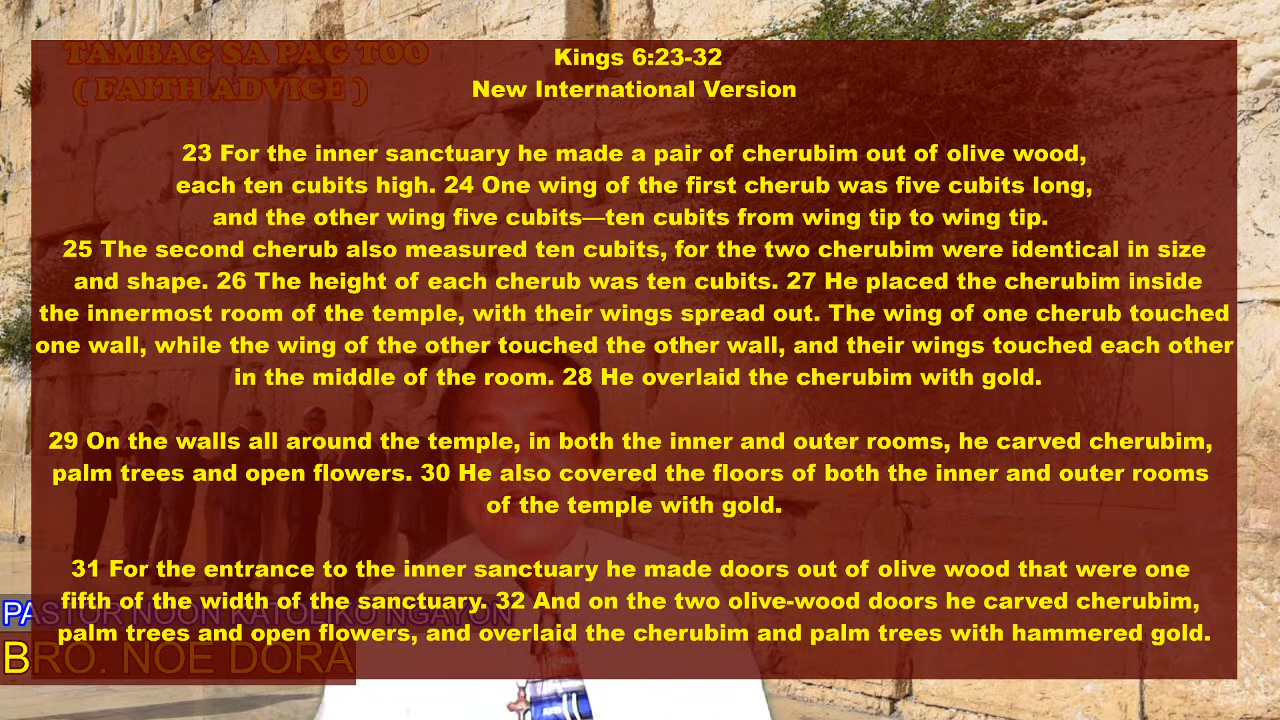 TAMBAG SA PAG TOO
( FAITH ADVICE )
Kings 6:23-32
New International Version
23 For the inner sanctuary he made a pair of cherubim out of olive wood,
each ten cubits high. 24 One wing of the first cherub was five cubits long,
and the other wing five cubits—ten cubits from wing tip to wing tip.
25 The second cherub also measured ten cubits, for the two cherubim were identical in size
and shape. 26 The height of each cherub was ten cubits. 27 He placed the cherubim inside
the innermost room of the temple, with their wings spread out. The wing of one cherub touched
one wall, while the wing of the other touched the other wall, and their wings touched each other
in the middle of the room. 28 He overlaid the cherubim with gold.
29 On the walls all around the temple, in both the inner and outer rooms, he carved cherubim,
palm trees and open flowers. 30 He also covered the floors of both the inner and outer rooms
of the temple with gold.
31 For the entrance to the inner sanctuary he made doors out of olive wood that were one
fifth of the width of the sanctuary. 32 And on the two olive-wood doors he carved cherubim,
palm trees and open flowers, and overlaid the cherubim and palm trees with hammered gold.
PASTOR NOON KATOLIKO NGAYON
BRO. NOE DORA